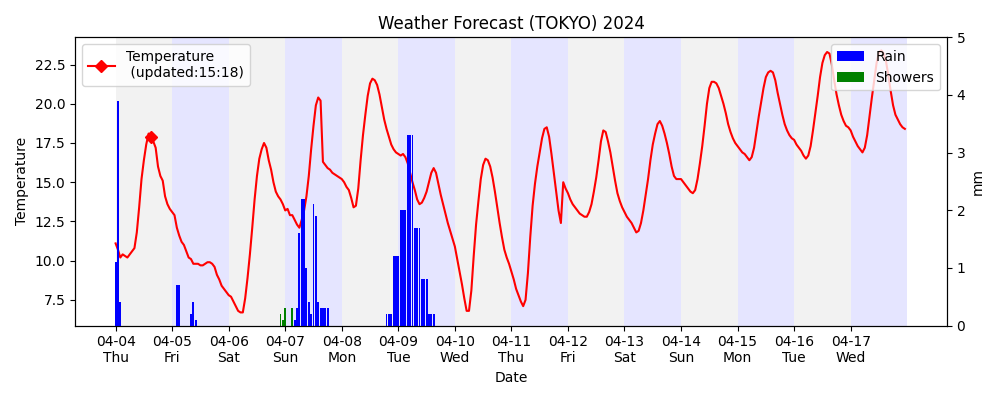 Weather Forecast (TOKYO) 2024
Temperature
(updated:15:18)
Rain
Showers
Temperature
22.5
20.0
17.5
15.0
12.5
10.0
7.5
5
4
3
2
1
0
mm
04-04 04-05 04-06 04-07 04-08 04-09 04-10 04-11 04-12 04-13 04-14 04-15 04-16 04-17
Thu Fri Sat Sun Mon Tue Wed Thu Fri Sat Sun Mon Tue Wed
Date